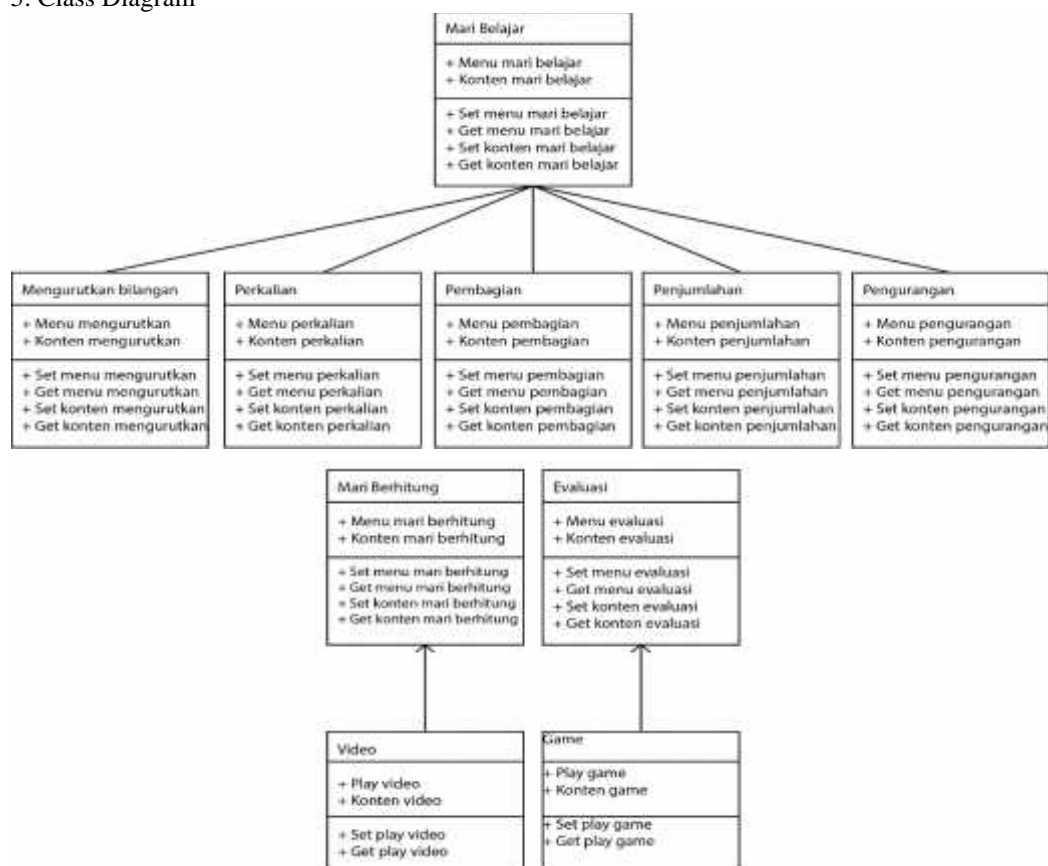 5. Class Diagram
Mari Belajar
+ Menu mari belajar
+ Konten mari belajar
+ Set menu mari belajar
+ Get menu mari belajar
+ Set konten mari belajar
+ Get konten mari belajar
Mengurutkan bilangan
+ Menu mengurutkan
+ Konten mengurutkan
+ Set menu mengurutkan
+ Get menu mengurutkan
+ Set konten mengurutkan
+ Get konten mengurutkan
Perkalian
+ Menu perkalian
+ Konten perkalian
+ Set menu perkalian
+ Get menu perkalian
+ Set konten perkalian
+ Get konten perkalian
Pembagian
+ Menu pembagian
+ Konten pembagian
+ Set menu pembagian
+ Get menu pembagian
+ Set konten pembagian
+ Get konten pembagian
Penjumlahan
+ Menu penjumlahan
+ Konten penjumlahan
+ Set menu penjumlahan
+ Get menu penjumlahan
+ Set konten penjumlahan
+ Get konten penjumlahan
Pengurangan
+ Menu pengurangan
+ Konten pengurangan
+ Set menu pengurangan
+ Get menu pengurangan
+ Set konten pengurangan
+ Get konten pengurangan
Mari Berhitung
+ Menu mari berhitung
+ Konten mari berhitung
+ Set menu mari berhitung
+ Get menu mari berhitung
+ Set konten mari berhitung
+ Get konten mari berhitung
Evaluasi
+ Menu evaluasi
+ Konten evaluasi
+ Set menu evaluasi
+ Get menu evaluasi
+ Set konten evaluasi
+ Get konten evaluasi
Video
+ Play video
+ Konten video
+ Set play video
+ Get play video
Game
+ Play game
+ Konten game
+ Set play game
+ Get play game